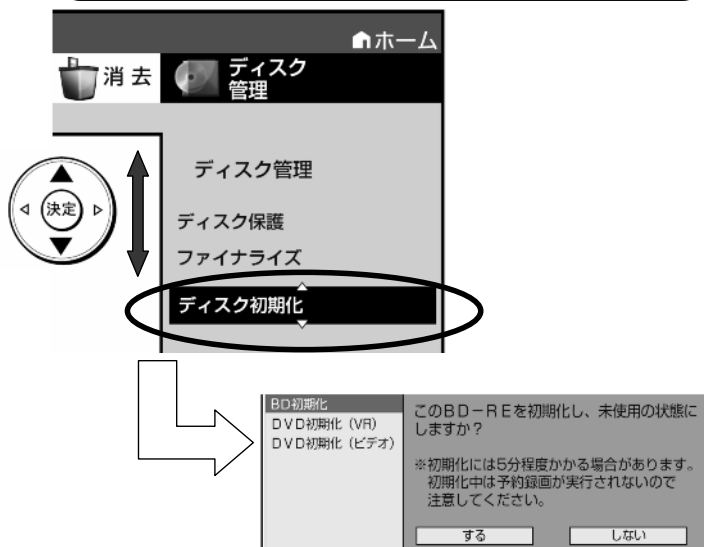 ホーム
消去
ディスク
管理
ディスク管理
決定
ディスク保護
ファイナライズ
ディスク初期化
BD初期化
DVD初期化（VR）
DVD初期化（ビデオ）
このBD－REを初期化し、未使用の状態に
しますか？
※初期化には5分程度かかる場合があります。
初期化中は予約録画が実行されないので
注意してください。
する
しない